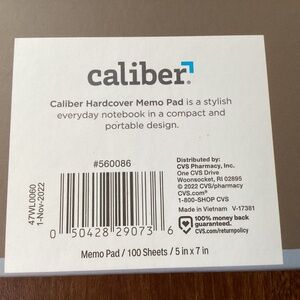 caliber
Caliber Hardcover Memo Pad is a stylish
everyday notebook in a compact and
portable design.
#560086
47WL0060
1-Nov-2022
0 50428 29073 6
Distributed by:
CVS Pharmacy, Inc.
One CVS Drive
Woonsocket, RI 02895
© 2022 CVS/pharmacy
CVS.com®
1-800-SHOP CVS
Made in Vietnam V-17381
100% money back
guaranteed.
CVS.com/returnpolicy
Memo Pad / 100 Sheets / 5 in x 7 in